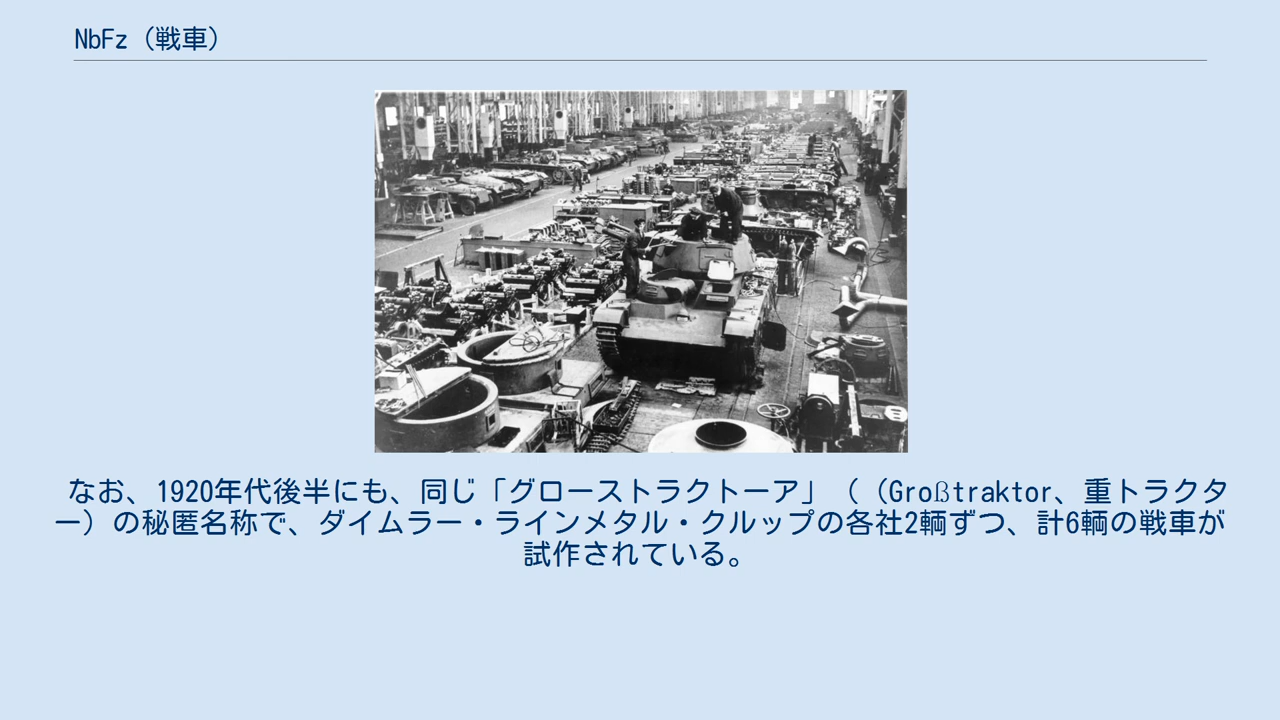 NbFz（戦車）
なお、1920年代後半にも、同じ「グローストラクトーア」（（Großtraktor、重トラクタ
ー）の秘匿名称で、ダイムラー・ラインメタル・クルップの各社2輌ずつ、計6輌の戦車が
試作されている。